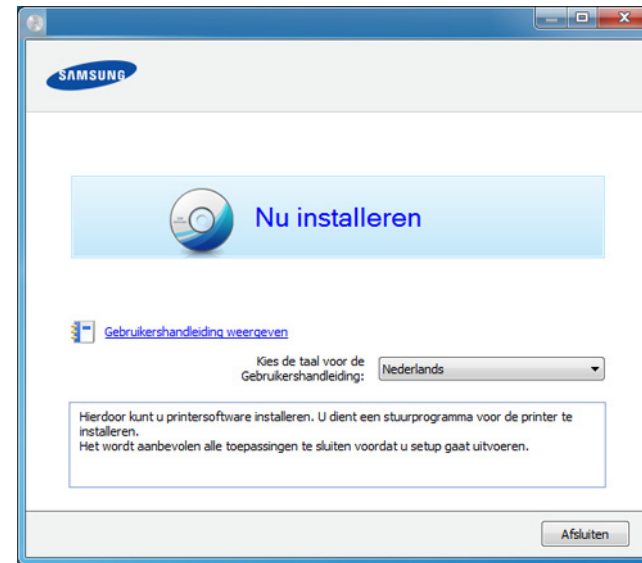 SAMSUNG
Nu installeren
Gebruikershandleiding weergeven
Kies de taal voor de
Gebruikershandleiding:
Nederlands
Hierdoor kunt u printersoftware installeren. U dient een stuurprogramma voor de printer te
installeren.
Het wordt aanbevolen alle toepassingen te sluiten voordat u setup gaat uitvoeren.
Afsluiten